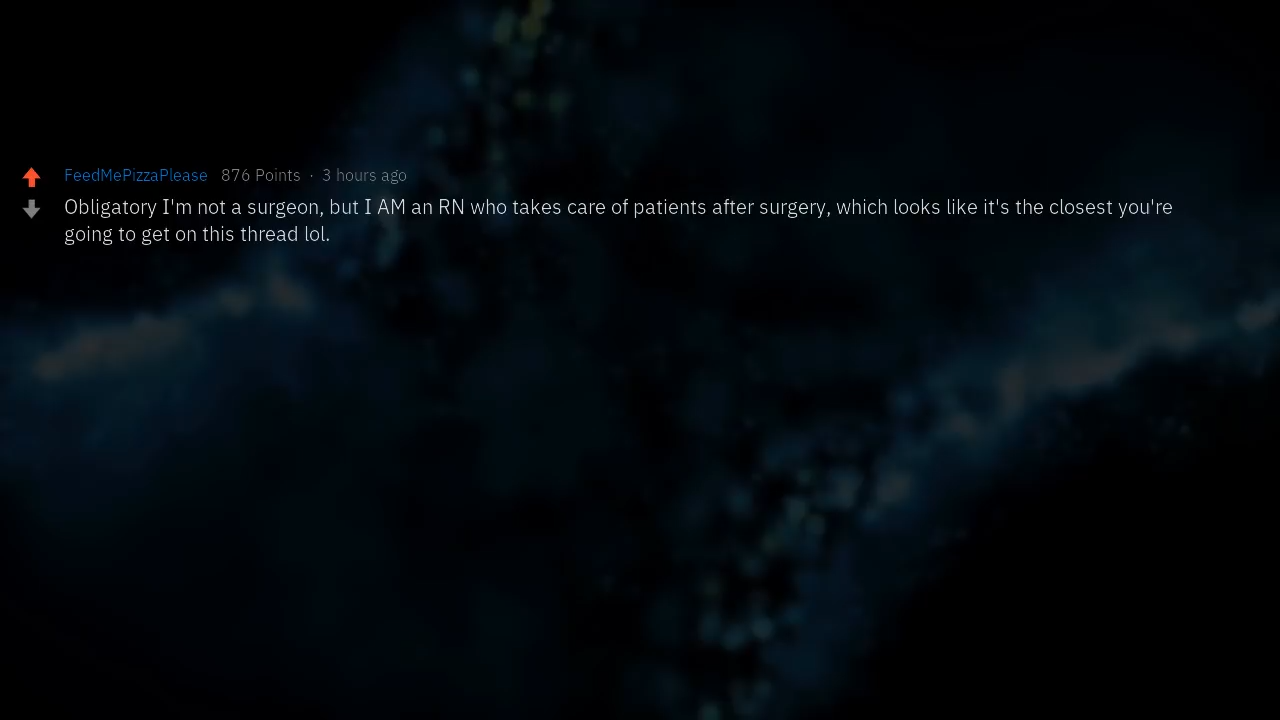 FeedMePizzaPlease 876 Points · 3 hours ago
Obligatory I'm not a surgeon, but I AM an RN who takes care of patients after surgery, which looks like it's the closest you're
going to get on this thread lol.